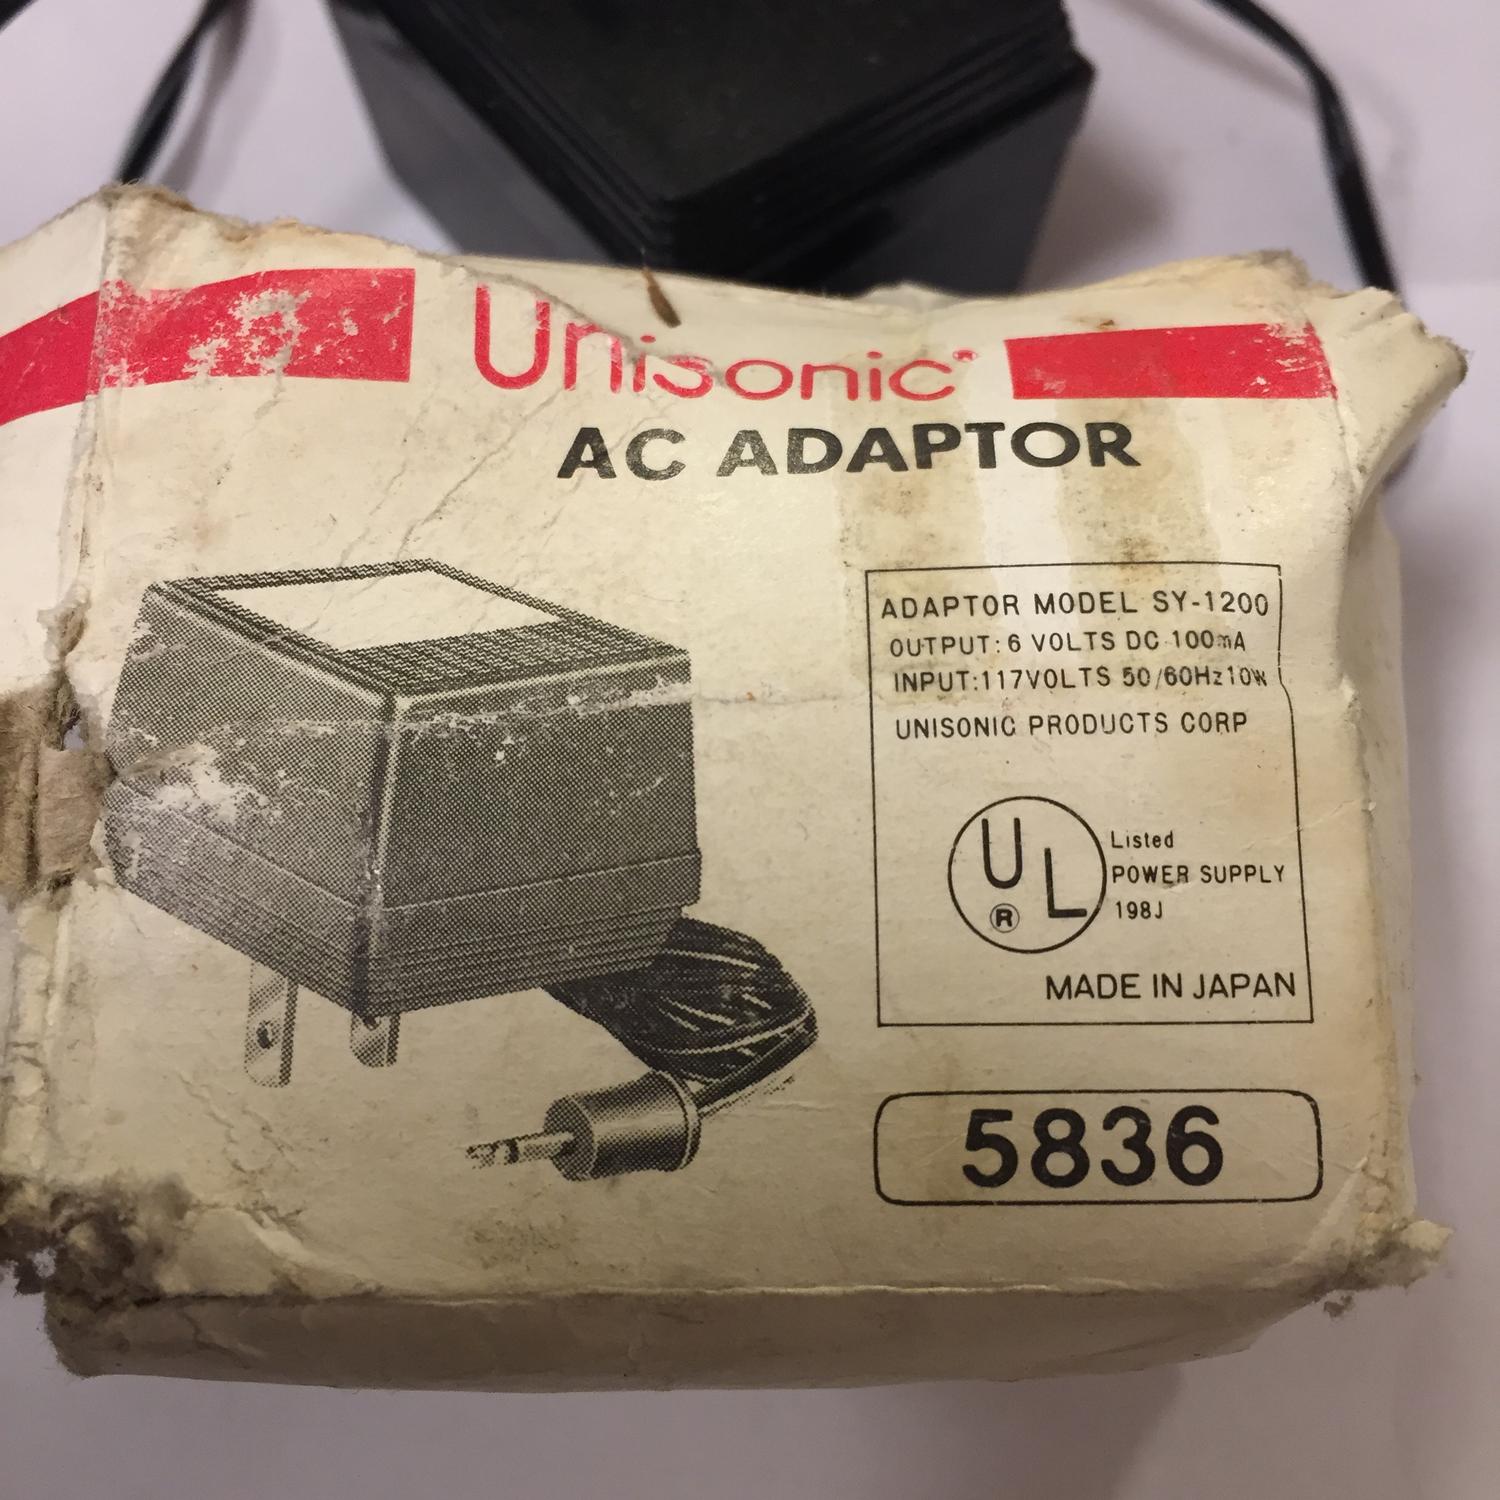 Unisonic
AC ADAPTOR
ADAPTOR MODEL SY-1200
OUTPUT: 6 VOLTS DC 100mA
INPUT:117VOLTS 50/60Hz 10W
UNISONIC PRODUCTS CORP
UL
®
Listed
POWER SUPPLY
198J
MADE IN JAPAN
5836